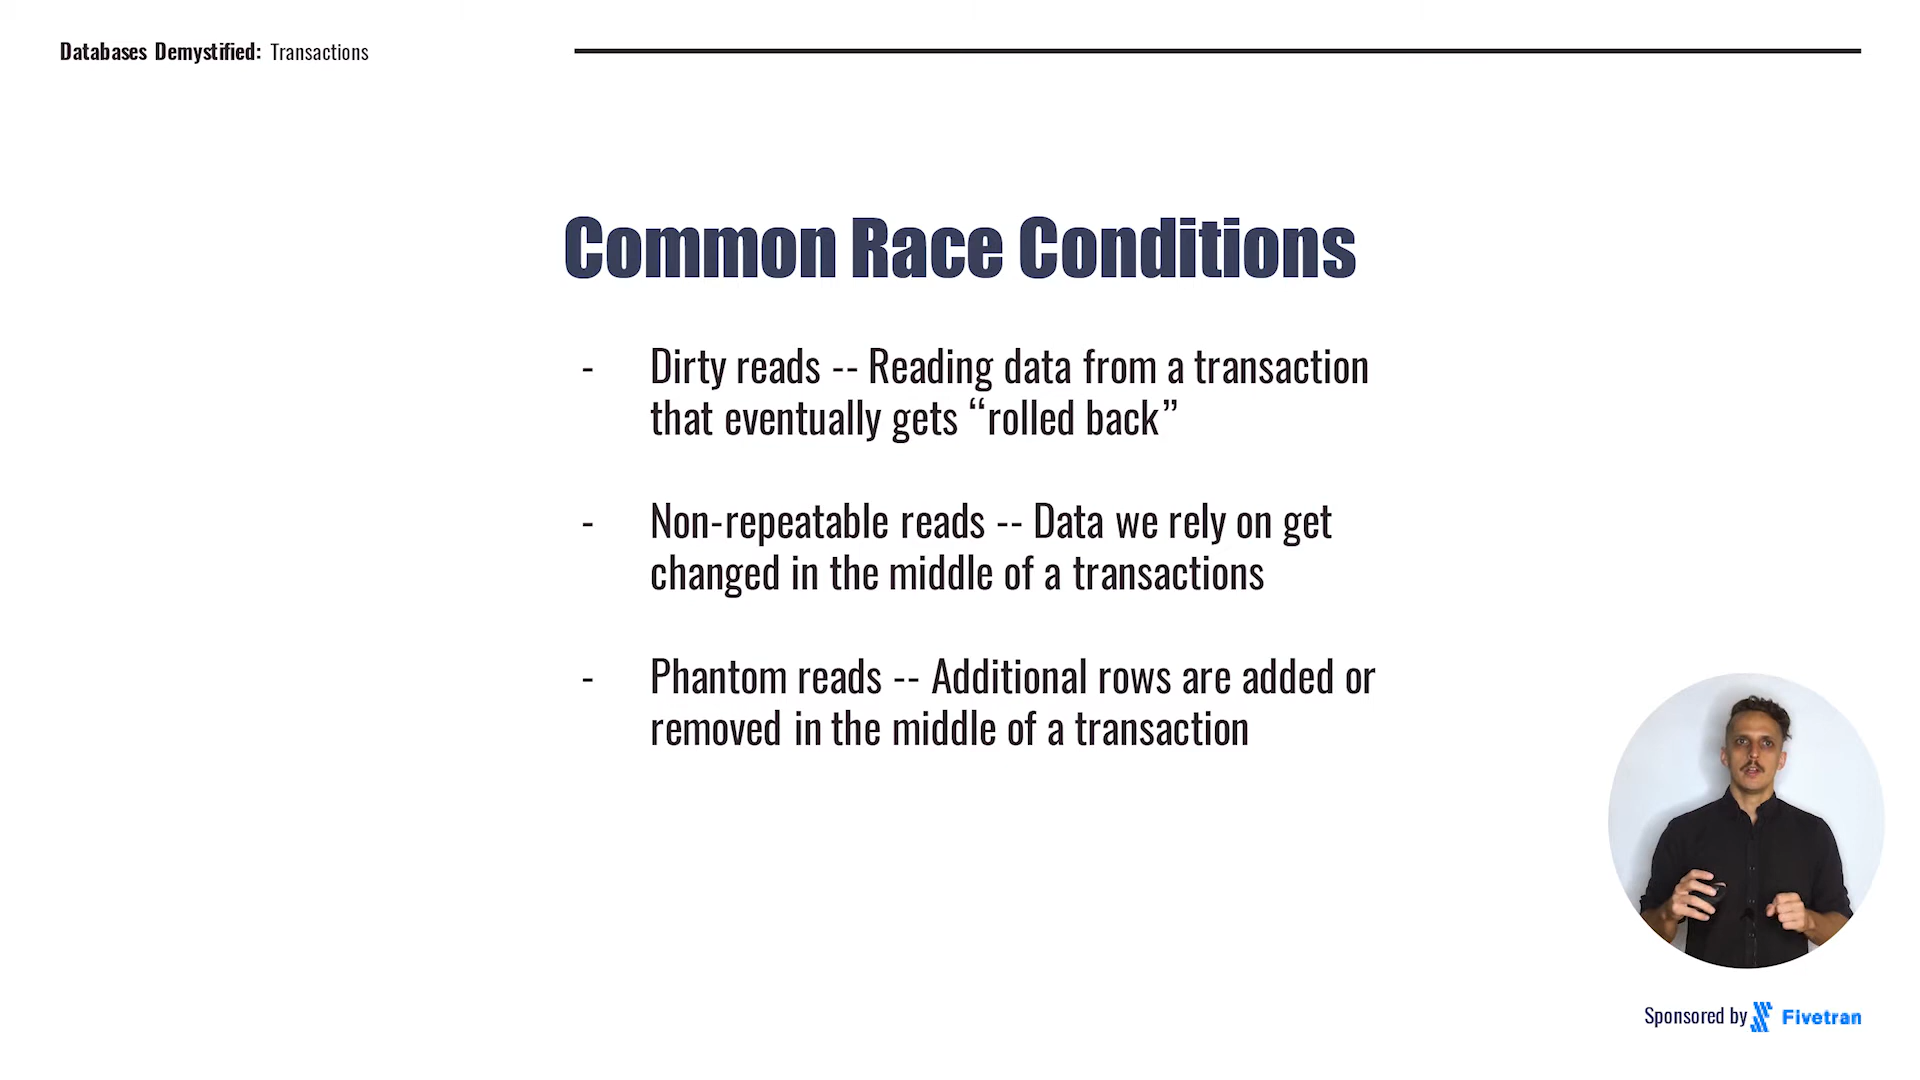 Databases Demystified: Transactions
Common Race Conditions
- Dirty reads -- Reading data from a transaction
that eventually gets “rolled back”
- Non-repeatable reads -- Data we rely on get
changed in the middle of a transactions
- Phantom reads -- Additional rows are added or
removed in the middle of a transaction
Sponsored by Fivetran